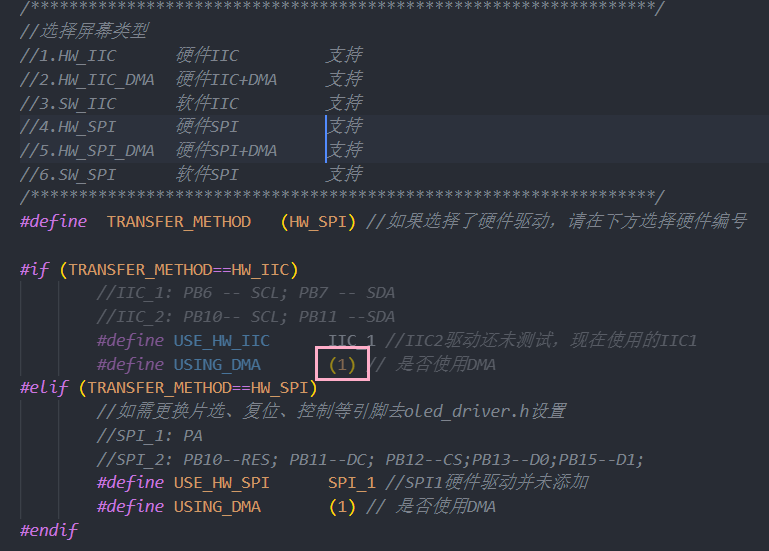 /*****************************************************************/
//选择屏幕类型
//1.HW_IIC 硬件IIC 支持
//2.HW_IIC_DMA 硬件IIC+DMA 支持
//3.SW_IIC 软件IIC 支持
//4.HW_SPI 硬件SPI 支持
//5.HW_SPI_DMA 硬件SPI+DMA 支持
//6.SW_SPI 软件SPI 支持
/*****************************************************************/
#define TRANSFER_METHOD (HW_SPI) //如果选择了硬件驱动，请在下方选择硬件编号
#if (TRANSFER_METHOD==HW_IIC)
//IIC_1: PB6 -- SCL; PB7 -- SDA
//IIC_2: PB10-- SCL; PB11 --SDA
#define USE_HW_IIC IIC_1 //IIC2驱动还未测试，现在使用的IIC1
#define USING_DMA (1) // 是否使用DMA
#elif (TRANSFER_METHOD==HW_SPI)
//如需更换片选、复位、控制等引脚去oled_driver.h设置
//SPI_1: PA
//SPI_2: PB10--RES; PB11--DC; PB12--CS;PB13--D0;PB15--D1;
#define USE_HW_SPI SPI_1 //SPI1硬件驱动并未添加
#define USING_DMA (1) // 是否使用DMA
#endif